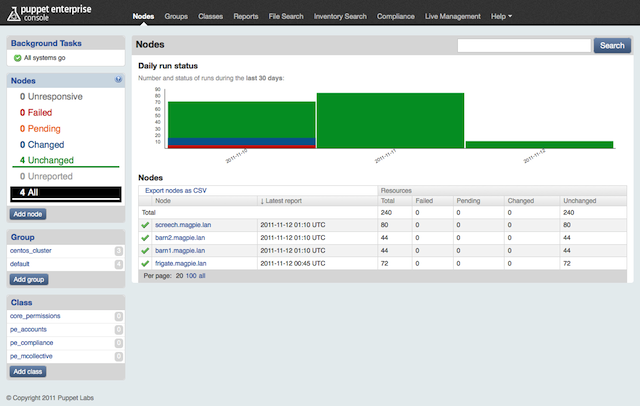 puppet enterprise
console
Nodes Groups Classes Reports File Search Inventory Search Compliance Live Management Help
Background Tasks
All systems go
Nodes
0 Unresponsive
0 Failed
0 Pending
0 Changed
4 Unchanged
0 Unreported
4 All
Add node
Group
centos_cluster 3
default 4
Add group
Class
core_permissions 0
pe_accounts 0
pe_compliance 0
pe_mcollective 0
Add class
Nodes
Search
Daily run status
Number and status of runs during the last 30 days:
90
80
70
60
50
40
30
20
10
2011-11-10 2011-11-11 2011-11-12
Nodes
Export nodes as CSV Resources
Node ↓ Latest report Total Failed Pending Changed Unchanged
Total 240 0 0 0 240
screech.magpie.lan 2011-11-12 01:10 UTC 80 0 0 0 80
barn2.magpie.lan 2011-11-12 01:10 UTC 44 0 0 0 44
barn1.magpie.lan 2011-11-12 01:10 UTC 44 0 0 0 44
frigate.magpie.lan 2011-11-12 00:45 UTC 72 0 0 0 72
Per page: 20 100 all
© Copyright 2011 Puppet Labs